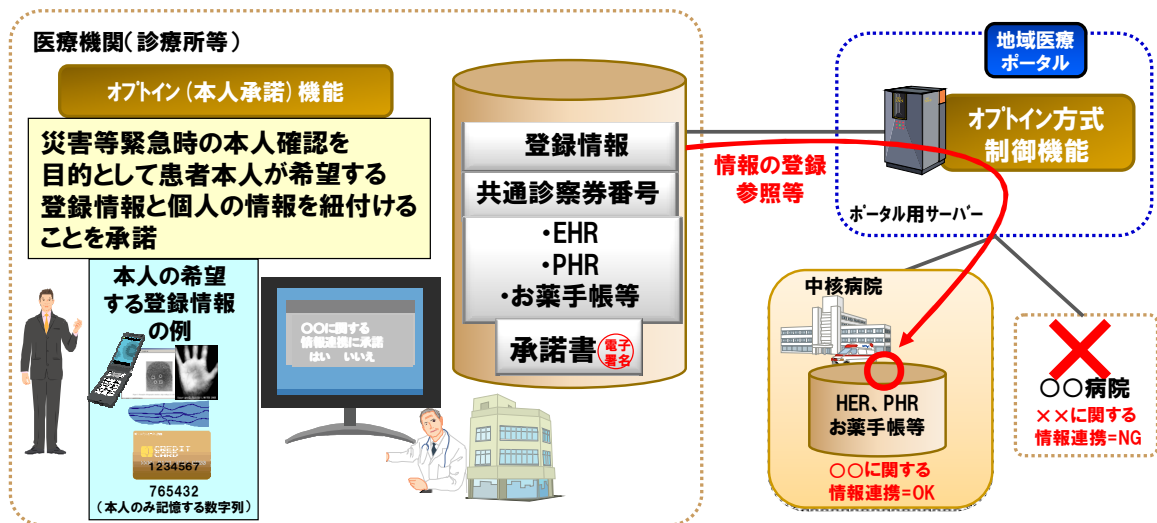 医療機関(診療所等)
オプトイン(本人承諾)機能
災害等緊急時の本人確認を
目的として患者本人が希望する
登録情報と個人の情報を紐付ける
ことを承諾
本人の希望
する登録情報
の例
CREDIT
CARD
1234567
765432
(本人のみ記憶する数字列)
〇〇に関する
情報連携に承諾
はい いいえ
登録情報
共通診察券番号
・EHR
・PHR
・お薬手帳等
承諾書
電子
署名
情報の登録
参照等
地域医療
ポータル
オプトイン方式
制御機能
ポータル用サーバー
中核病院
HER、PHR
お薬手帳等
〇〇に関する
情報連携=OK
〇〇病院
××に関する
情報連携=NG